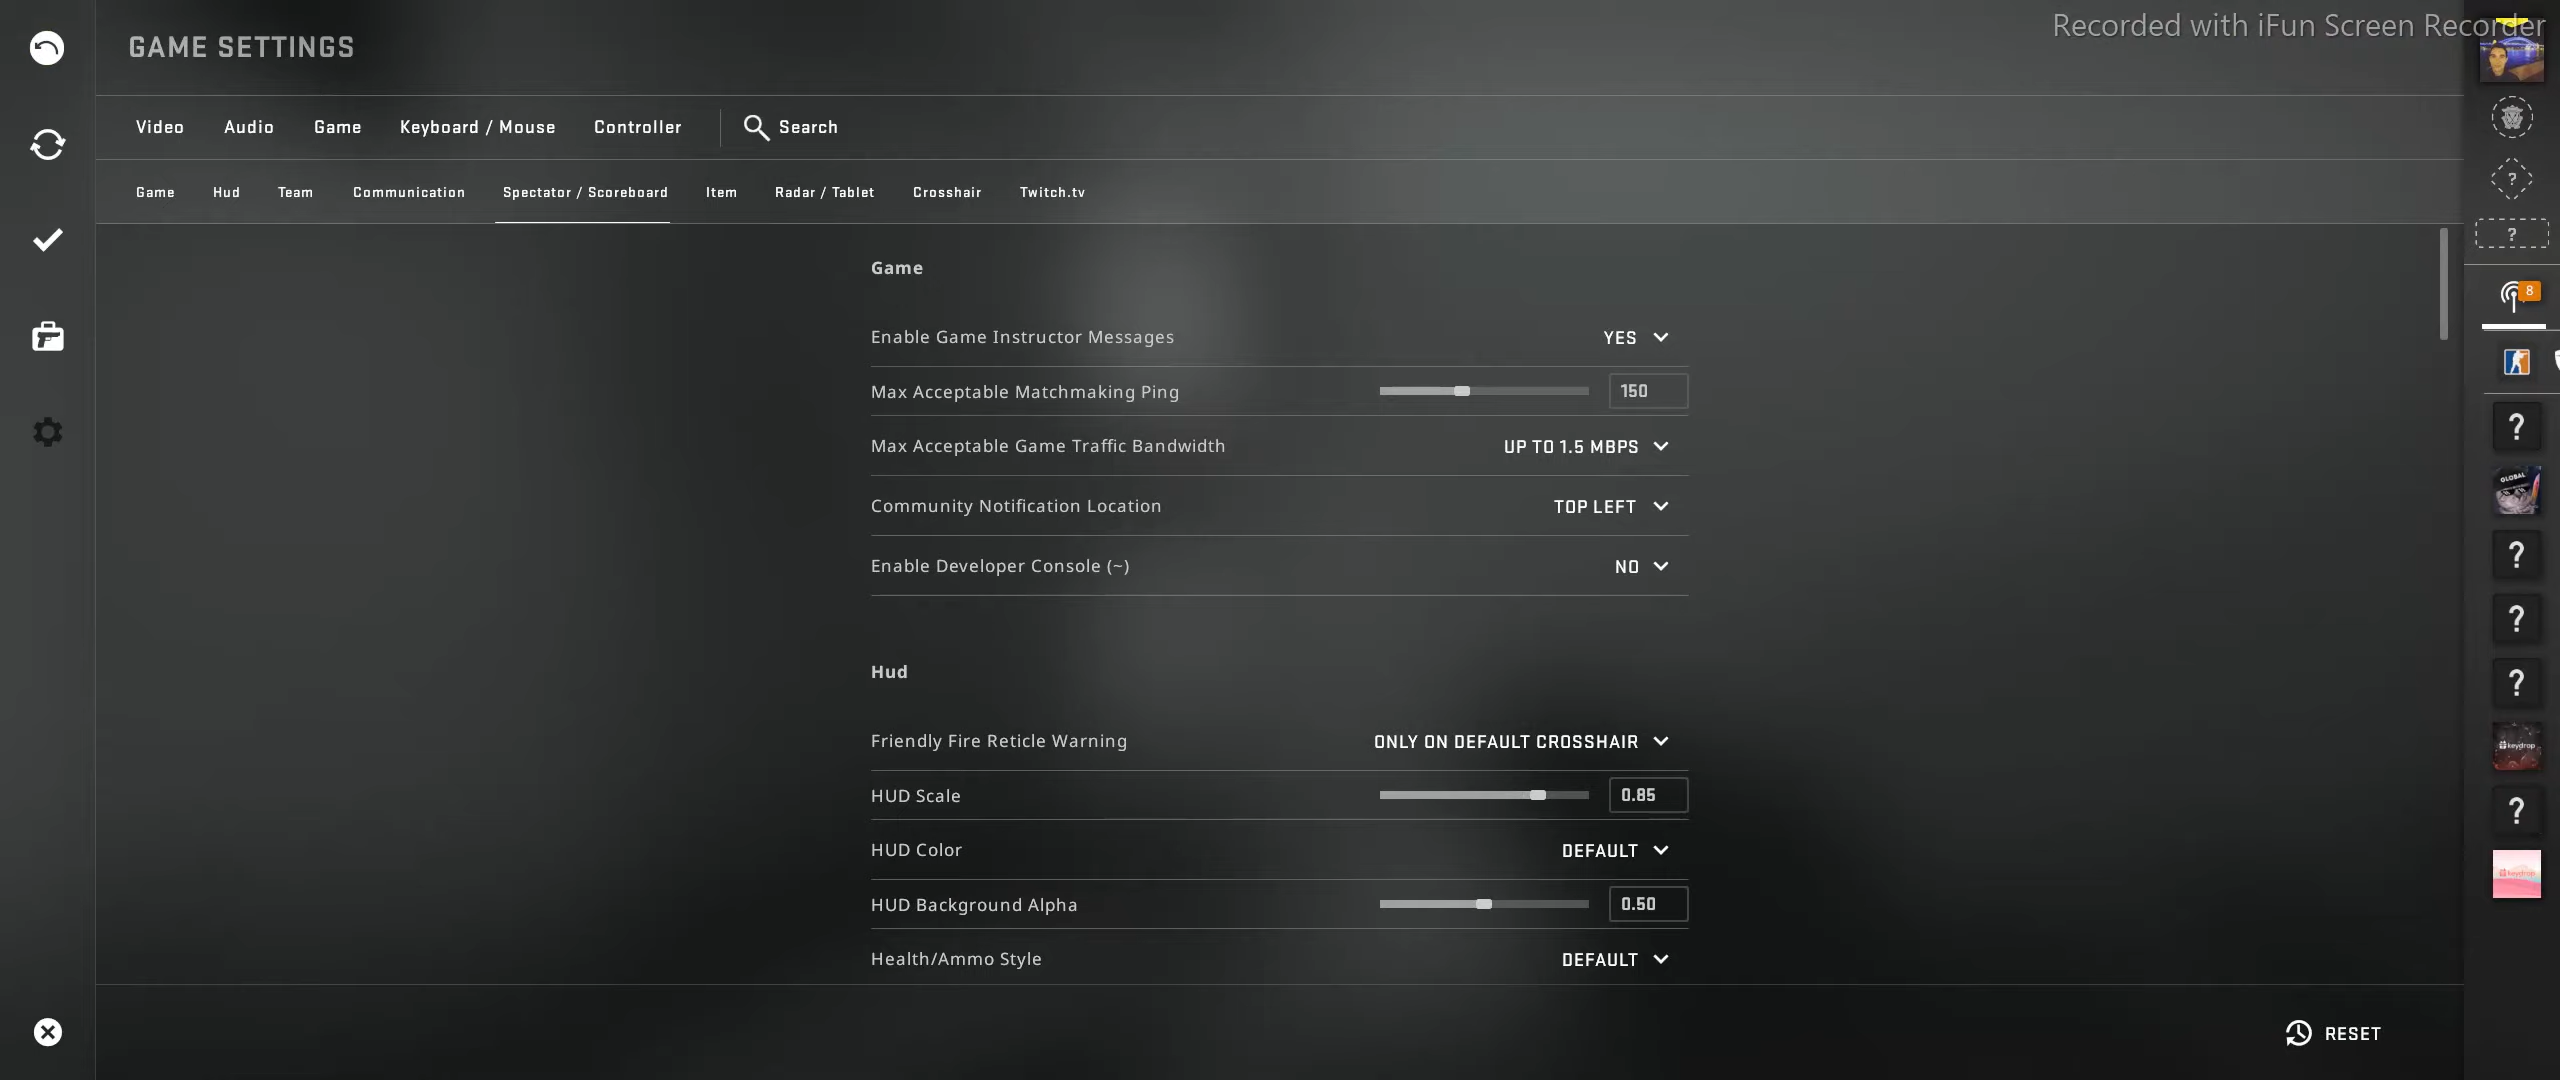 Recorded with iFun Screen Recorder
GAME SETTINGS
Video Audio Game Keyboard / Mouse Controller Search
Game Hud Team Communication Spectator / Scoreboard Item Radar / Tablet Crosshair Twitch.tv
?
?
8
Game
Enable Game Instructor Messages YES
Max Acceptable Matchmaking Ping 150
Max Acceptable Game Traffic Bandwidth UP TO 1.5 MBPS
?
GLOBAL
Community Notification Location TOP LEFT
Enable Developer Console (~) NO
?
?
Hud
?
Friendly Fire Reticle Warning ONLY ON DEFAULT CROSSHAIR
keydrop
HUD Scale 0.85
?
HUD Color DEFAULT
keydrop
HUD Background Alpha 0.50
Health/Ammo Style DEFAULT
RESET